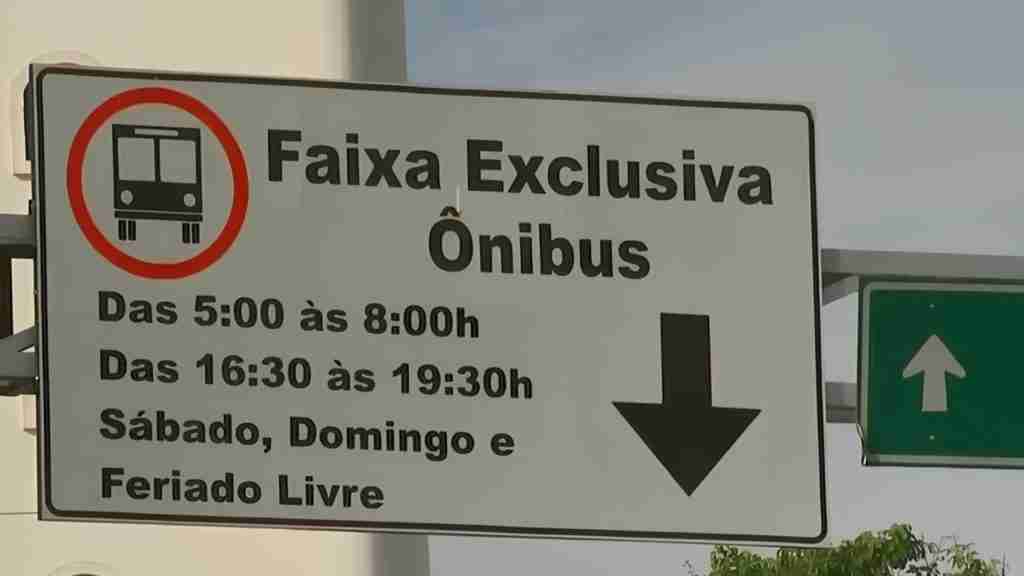 Faixa Exclusiva
Ônibus
Das 5:00 às 8:00h
Das 16:30 às 19:30h
Sábado, Domingo e
Feriado Livre